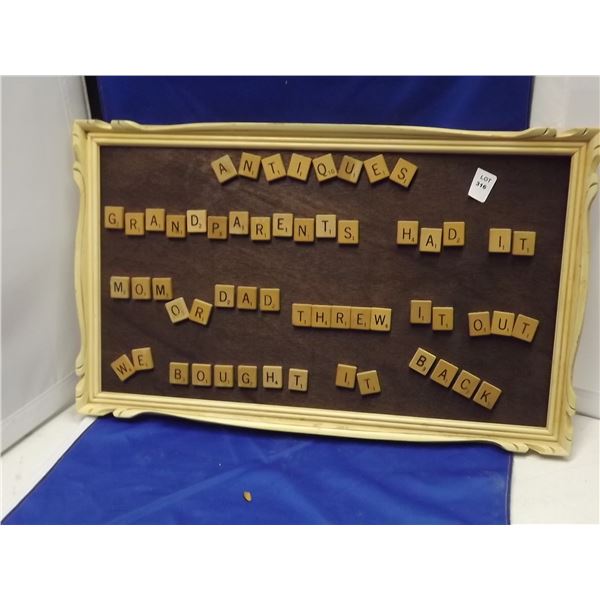 ANTIQUES
LOT
316
GRANDPARENTS HAD IT
MOM OR DAD THREW IT OUT
WE BOUGHT IT BACK